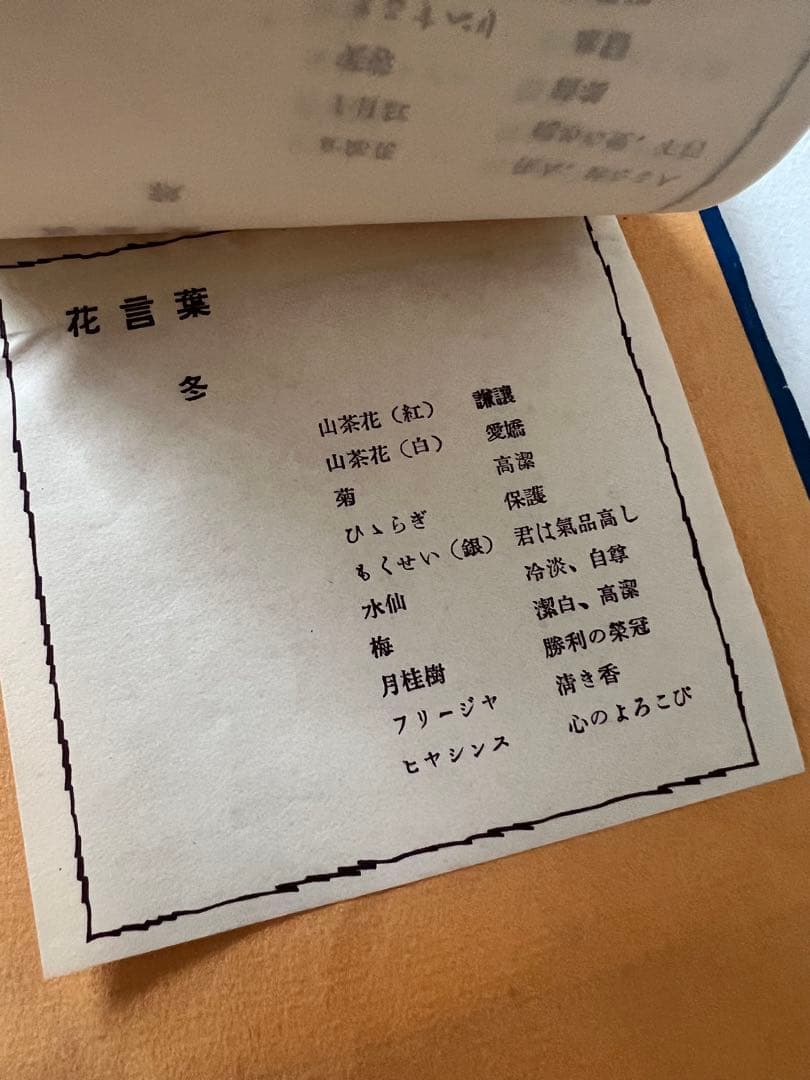 花言葉
冬
山茶花（紅） 謙讓
山茶花（白） 愛嬌
菊 高潔
ひゝらぎ 保護
もくせい（銀） 君は氣品高し
水仙 冷淡、自尊
梅 潔白、高潔
月桂樹 勝利の榮冠
フリージヤ 淸き香
ヒヤシンス 心のよろこび